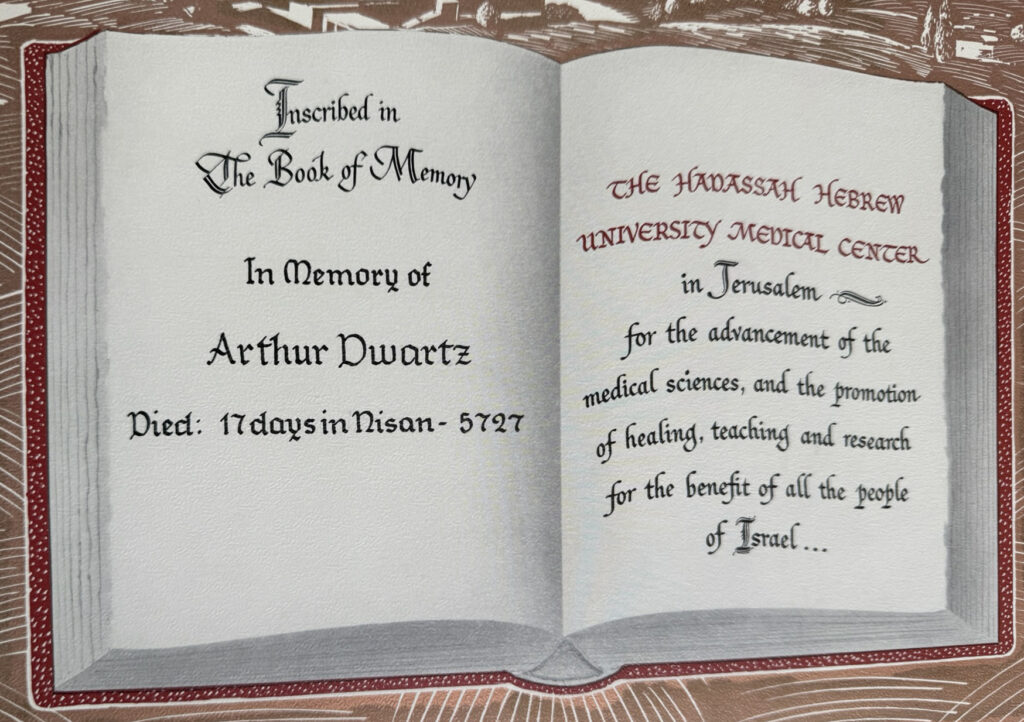 Inscribed in
The Book of Memory
In Memory of
Arthur Dwartz
Died: 17 days in Nisan - 5727
THE HADASSAH HEBREW
UNIVERSITY MEDICAL CENTER
in Jerusalem
for the advancement of the
medical sciences, and the promotion
of healing, teaching and research
for the benefit of all the people
of Israel...